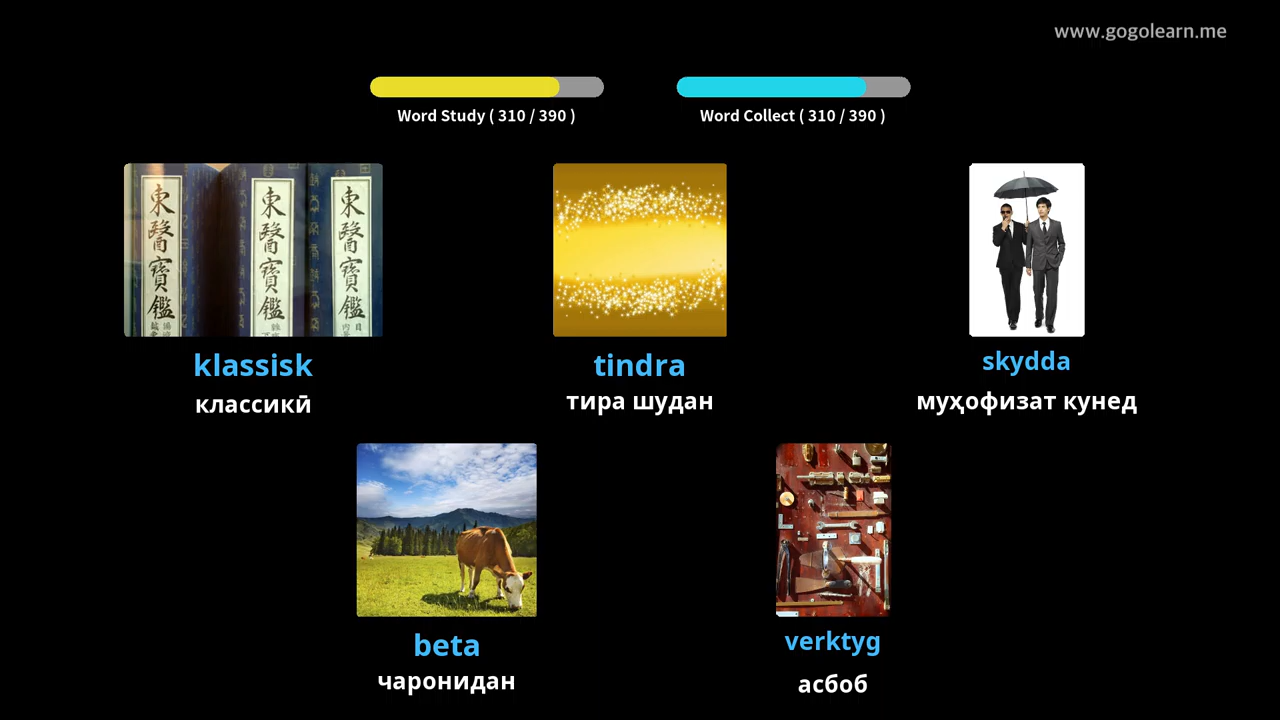 www.gogolearn.me
Word Study ( 310 / 390 )
Word Collect ( 310 / 390 )
東醫寶鑑
東醫寶鑑
東醫寶鑑
klassisk
классикӣ
tindra
тира шудан
skydda
муҳофизат кунед
beta
чаронидан
verktyg
асбоб